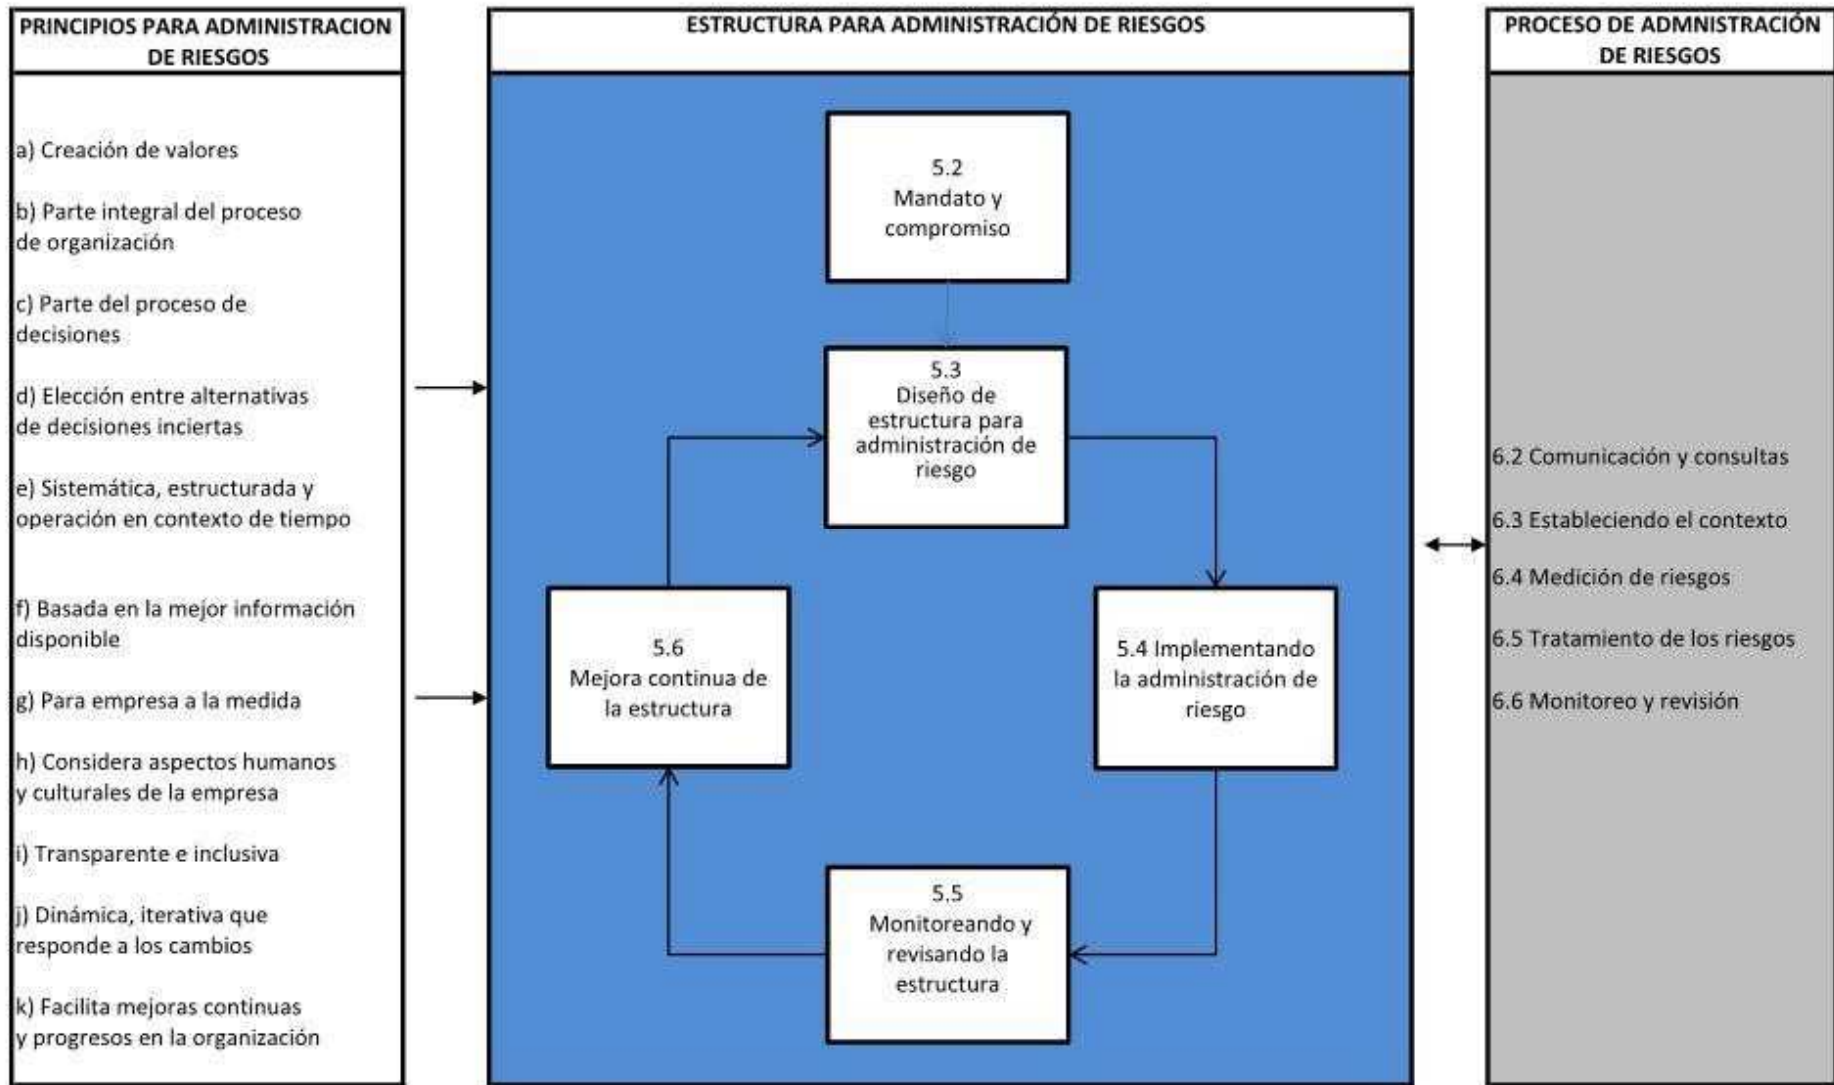 PRINCIPIOS PARA ADMINISTRACION
DE RIESGOS
a) Creación de valores
b) Parte integral del proceso
de organización
c) Parte del proceso de
decisiones
d) Elección entre alternativas
de decisiones inciertas
e) Sistemática, estructurada y
operación en contexto de tiempo
f) Basada en la mejor información
disponible
g) Para empresa a la medida
h) Considera aspectos humanos
y culturales de la empresa
i) Transparente e inclusiva
j) Dinámica, iterativa que
responde a los cambios
k) Facilita mejoras continuas
y progresos en la organización
ESTRUCTURA PARA ADMINISTRACIÓN DE RIESGOS
5.2
Mandato y
compromiso
5.3
Diseño de
estructura para
administración de
riesgo
5.4 Implementando
la administración de
riesgo
5.5
Monitoreando y
revisando la
estructura
5.6
Mejora continua de
la estructura
PROCESO DE ADMNISTRACIÓN
DE RIESGOS
6.2 Comunicación y consultas
6.3 Estableciendo el contexto
6.4 Medición de riesgos
6.5 Tratamiento de los riesgos
6.6 Monitoreo y revisión